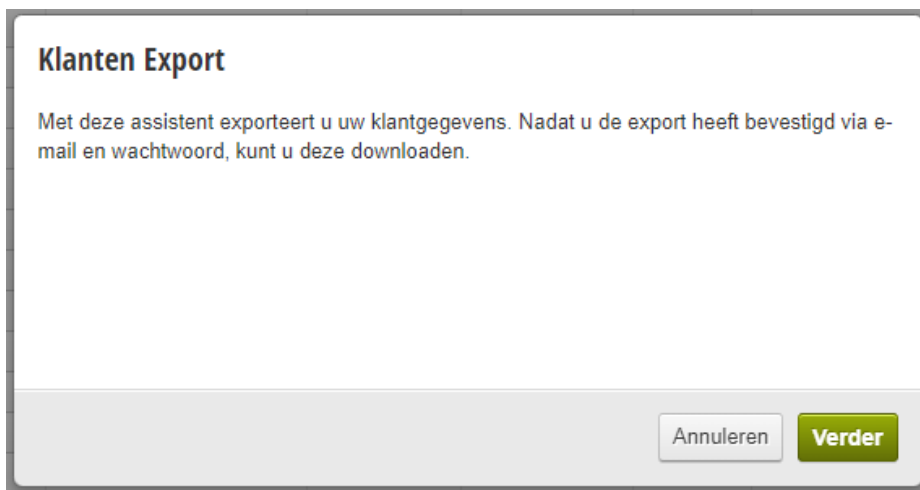 Klanten Export
Met deze assistent exporteert u uw klantgegevens. Nadat u de export heeft bevestigd via e-
mail en wachtwoord, kunt u deze downloaden.
Annuleren
Verder